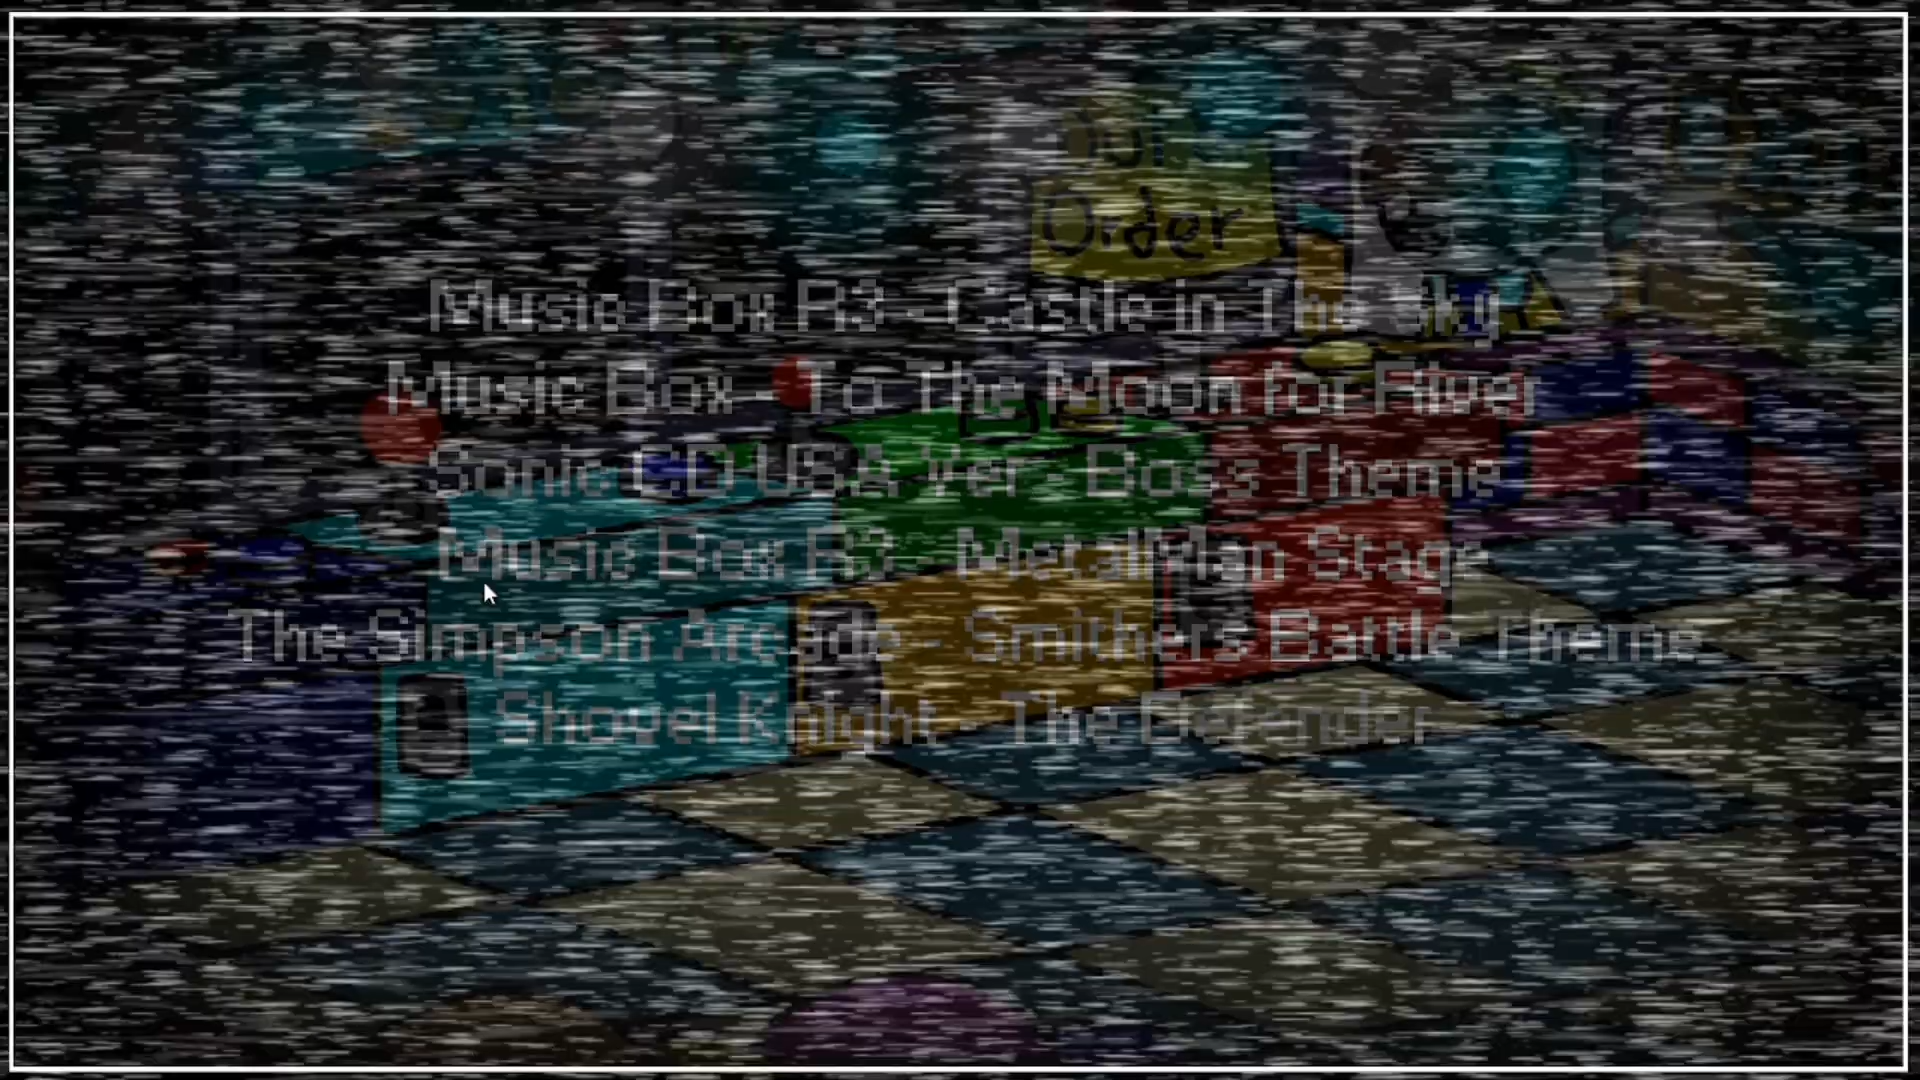 Our
Order
Music Box R3 - Castle in The Sky
Music Box - To The Moon for River
Sonic CD USA Ver - Boss Theme
Music Box R3 - MetalMan Stage
The Simpson Arcade - Smithers Battle Theme
Shovel Knight - The Defender